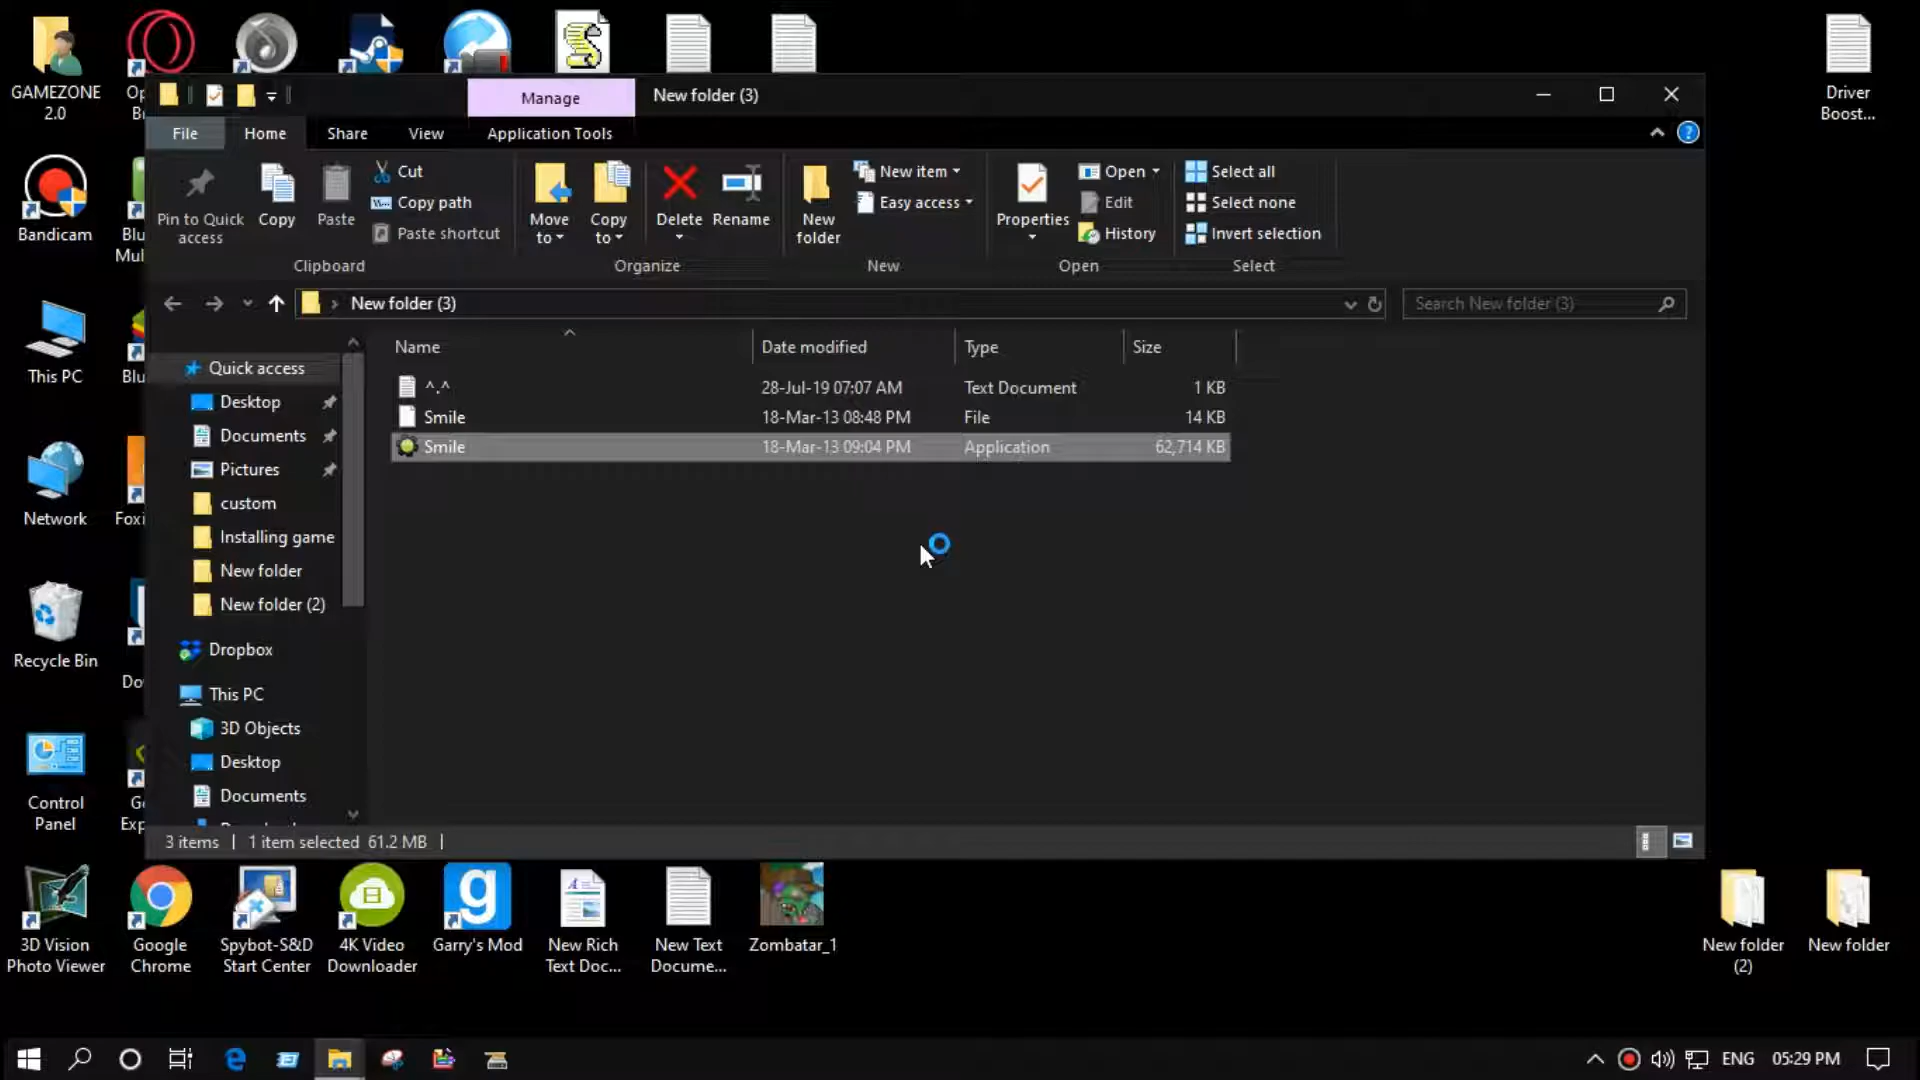 GAMEZONE
2.0
Op
Br
Driver
Boost...
Manage
New folder (3)
File
Home
Share
View
Application Tools
Pin to Quick
access
Copy
Paste
Cut
Copy path
Paste shortcut
Move
to
Copy
to
Delete
Rename
New
folder
New item
Easy access
Properties
Open
Edit
History
Select all
Select none
Invert selection
Clipboard
Organize
New
Open
Select
New folder (3)
Search New folder (3)
Name
Date modified
Type
Size
^.^
28-Jul-19 07:07 AM
Text Document
1 KB
Smile
18-Mar-13 08:48 PM
File
14 KB
Smile
18-Mar-13 09:04 PM
Application
62,714 KB
Quick access
Desktop
Documents
Pictures
custom
Installing game
New folder
New folder (2)
Dropbox
This PC
3D Objects
Desktop
Documents
3 items
1 item selected 61.2 MB
Bandicam
Blu
Mul
This PC
Blu
Network
Foxi
Recycle Bin
Do
Control
Panel
Exp
3D Vision
Photo Viewer
Google
Chrome
Spybot-S&D
Start Center
4K Video
Downloader
Garry's Mod
New Rich
Text Doc...
New Text
Docume...
Zombatar_1
New folder
(2)
New folder
ENG
05:29 PM